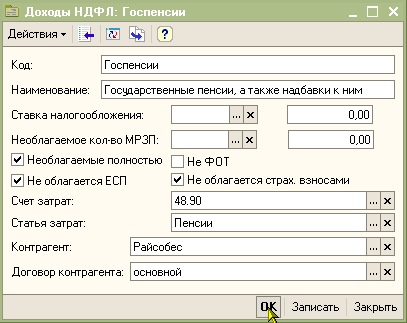 Доходы НДФЛ: Госпенсии
Действия
Код: Госпенсии
Наименование: Государственные пенсии, а также надбавки к ним
Ставка налогообложения: ... × 0,00
Необлагаемое кол-во МРЗП: ... × 0,00
Необлагаемые полностью Не ФОТ
Не облагается ЕСП Не облагается страх. взносами
Счет затрат: 48.90 ... ×
Статья затрат: Пенсии ... ×
Контрагент: Райсобес ... ×
Договор контрагента: основной ... ×
OK Записать Закрыть